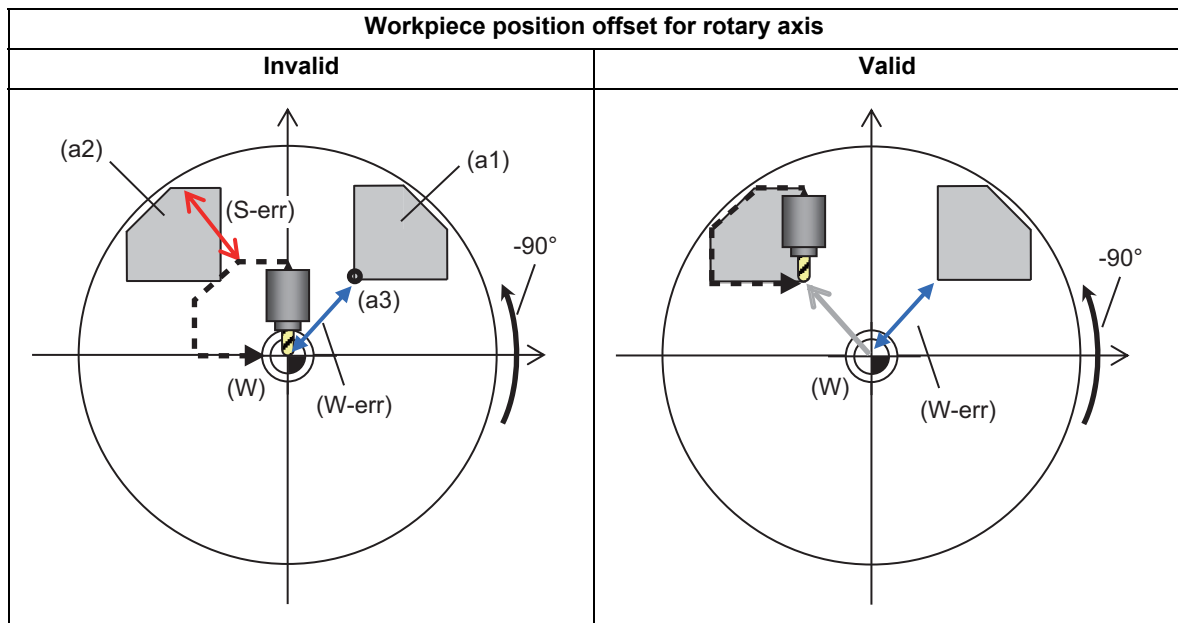 Workpiece position offset for rotary axis
Invalid
Valid
(a2)
(a1)
(S-err)
-90°
(a3)
(W)
(W-err)
-90°
(W)
(W-err)